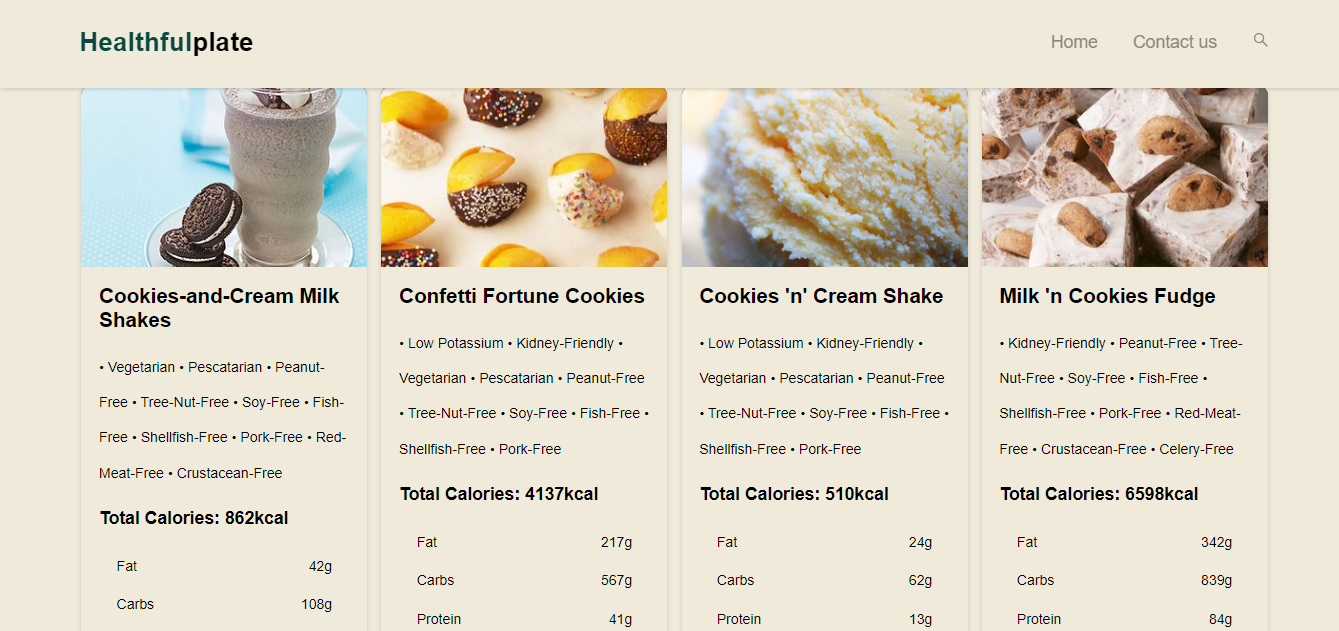 Healthfulplate
Home
Contact us
Cookies-and-Cream Milk
Shakes
• Vegetarian • Pescatarian • Peanut-
Free • Tree-Nut-Free • Soy-Free • Fish-
Free • Shellfish-Free • Pork-Free • Red-
Meat-Free • Crustacean-Free
Total Calories: 862kcal
Fat 42g
Carbs 108g
Confetti Fortune Cookies
• Low Potassium • Kidney-Friendly •
Vegetarian • Pescatarian • Peanut-Free
• Tree-Nut-Free • Soy-Free • Fish-Free •
Shellfish-Free • Pork-Free
Total Calories: 4137kcal
Fat 217g
Carbs 567g
Protein 41g
Cookies 'n' Cream Shake
• Low Potassium • Kidney-Friendly •
Vegetarian • Pescatarian • Peanut-Free
• Tree-Nut-Free • Soy-Free • Fish-Free •
Shellfish-Free • Pork-Free
Total Calories: 510kcal
Fat 24g
Carbs 62g
Protein 13g
Milk 'n Cookies Fudge
• Kidney-Friendly • Peanut-Free • Tree-
Nut-Free • Soy-Free • Fish-Free •
Shellfish-Free • Pork-Free • Red-Meat-
Free • Crustacean-Free • Celery-Free
Total Calories: 6598kcal
Fat 342g
Carbs 839g
Protein 84g